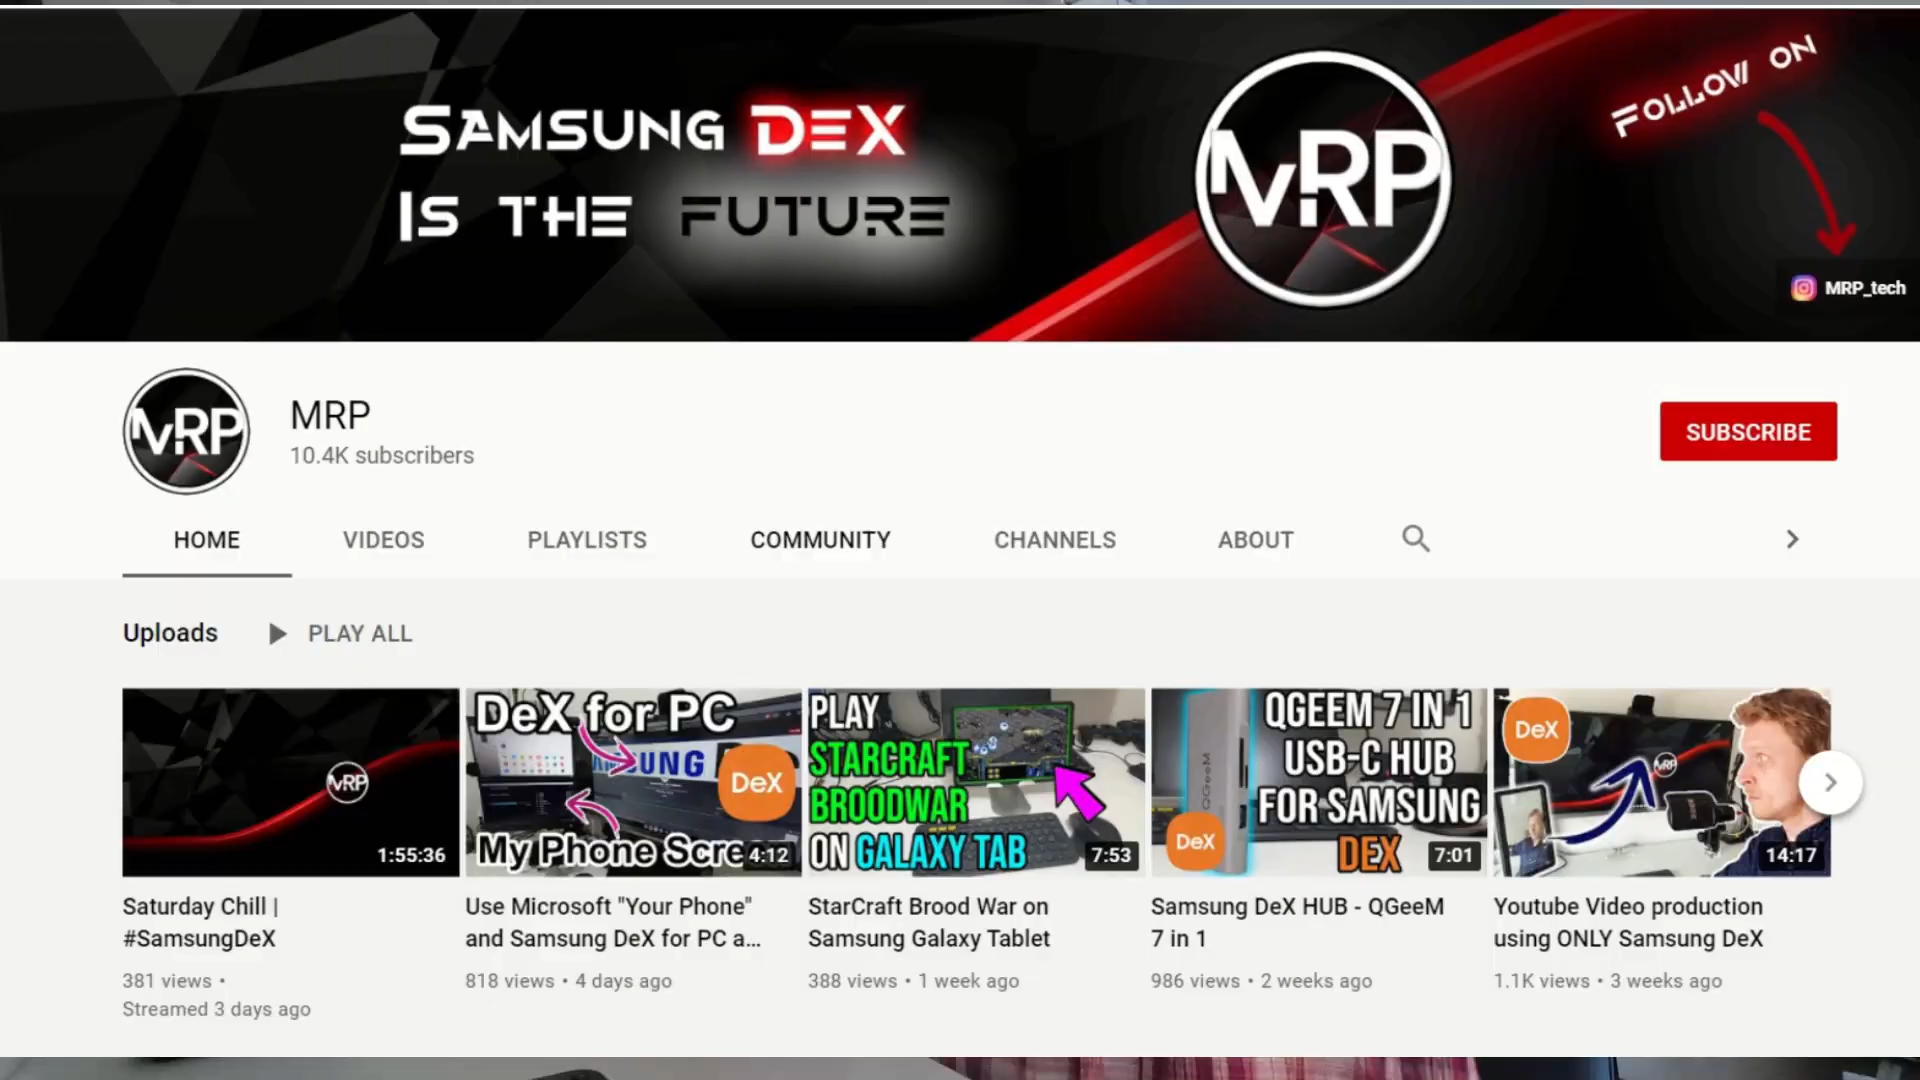 SAMSUNG DEX
IS THE FUTURE
MRP
FOLLOW ON
MRP_tech
MRP
MRP
10.4K subscribers
SUBSCRIBE
HOME
VIDEOS
PLAYLISTS
COMMUNITY
CHANNELS
ABOUT
Uploads
PLAY ALL
MRP
1:55:36
DeX for PC
SAMSUNG
DeX
My Phone Scre
4:12
PLAY
STARCRAFT
BROODWAR
ON GALAXY TAB
7:53
QGeeM
DeX
QGEEM 7 IN 1
USB-C HUB
FOR SAMSUNG
DEX
7:01
DeX
MRP
14:17
Saturday Chill |
#SamsungDeX
381 views •
Streamed 3 days ago
Use Microsoft "Your Phone"
and Samsung DeX for PC a...
818 views • 4 days ago
StarCraft Brood War on
Samsung Galaxy Tablet
388 views • 1 week ago
Samsung DeX HUB - QGeeM
7 in 1
986 views • 2 weeks ago
Youtube Video production
using ONLY Samsung DeX
1.1K views • 3 weeks ago